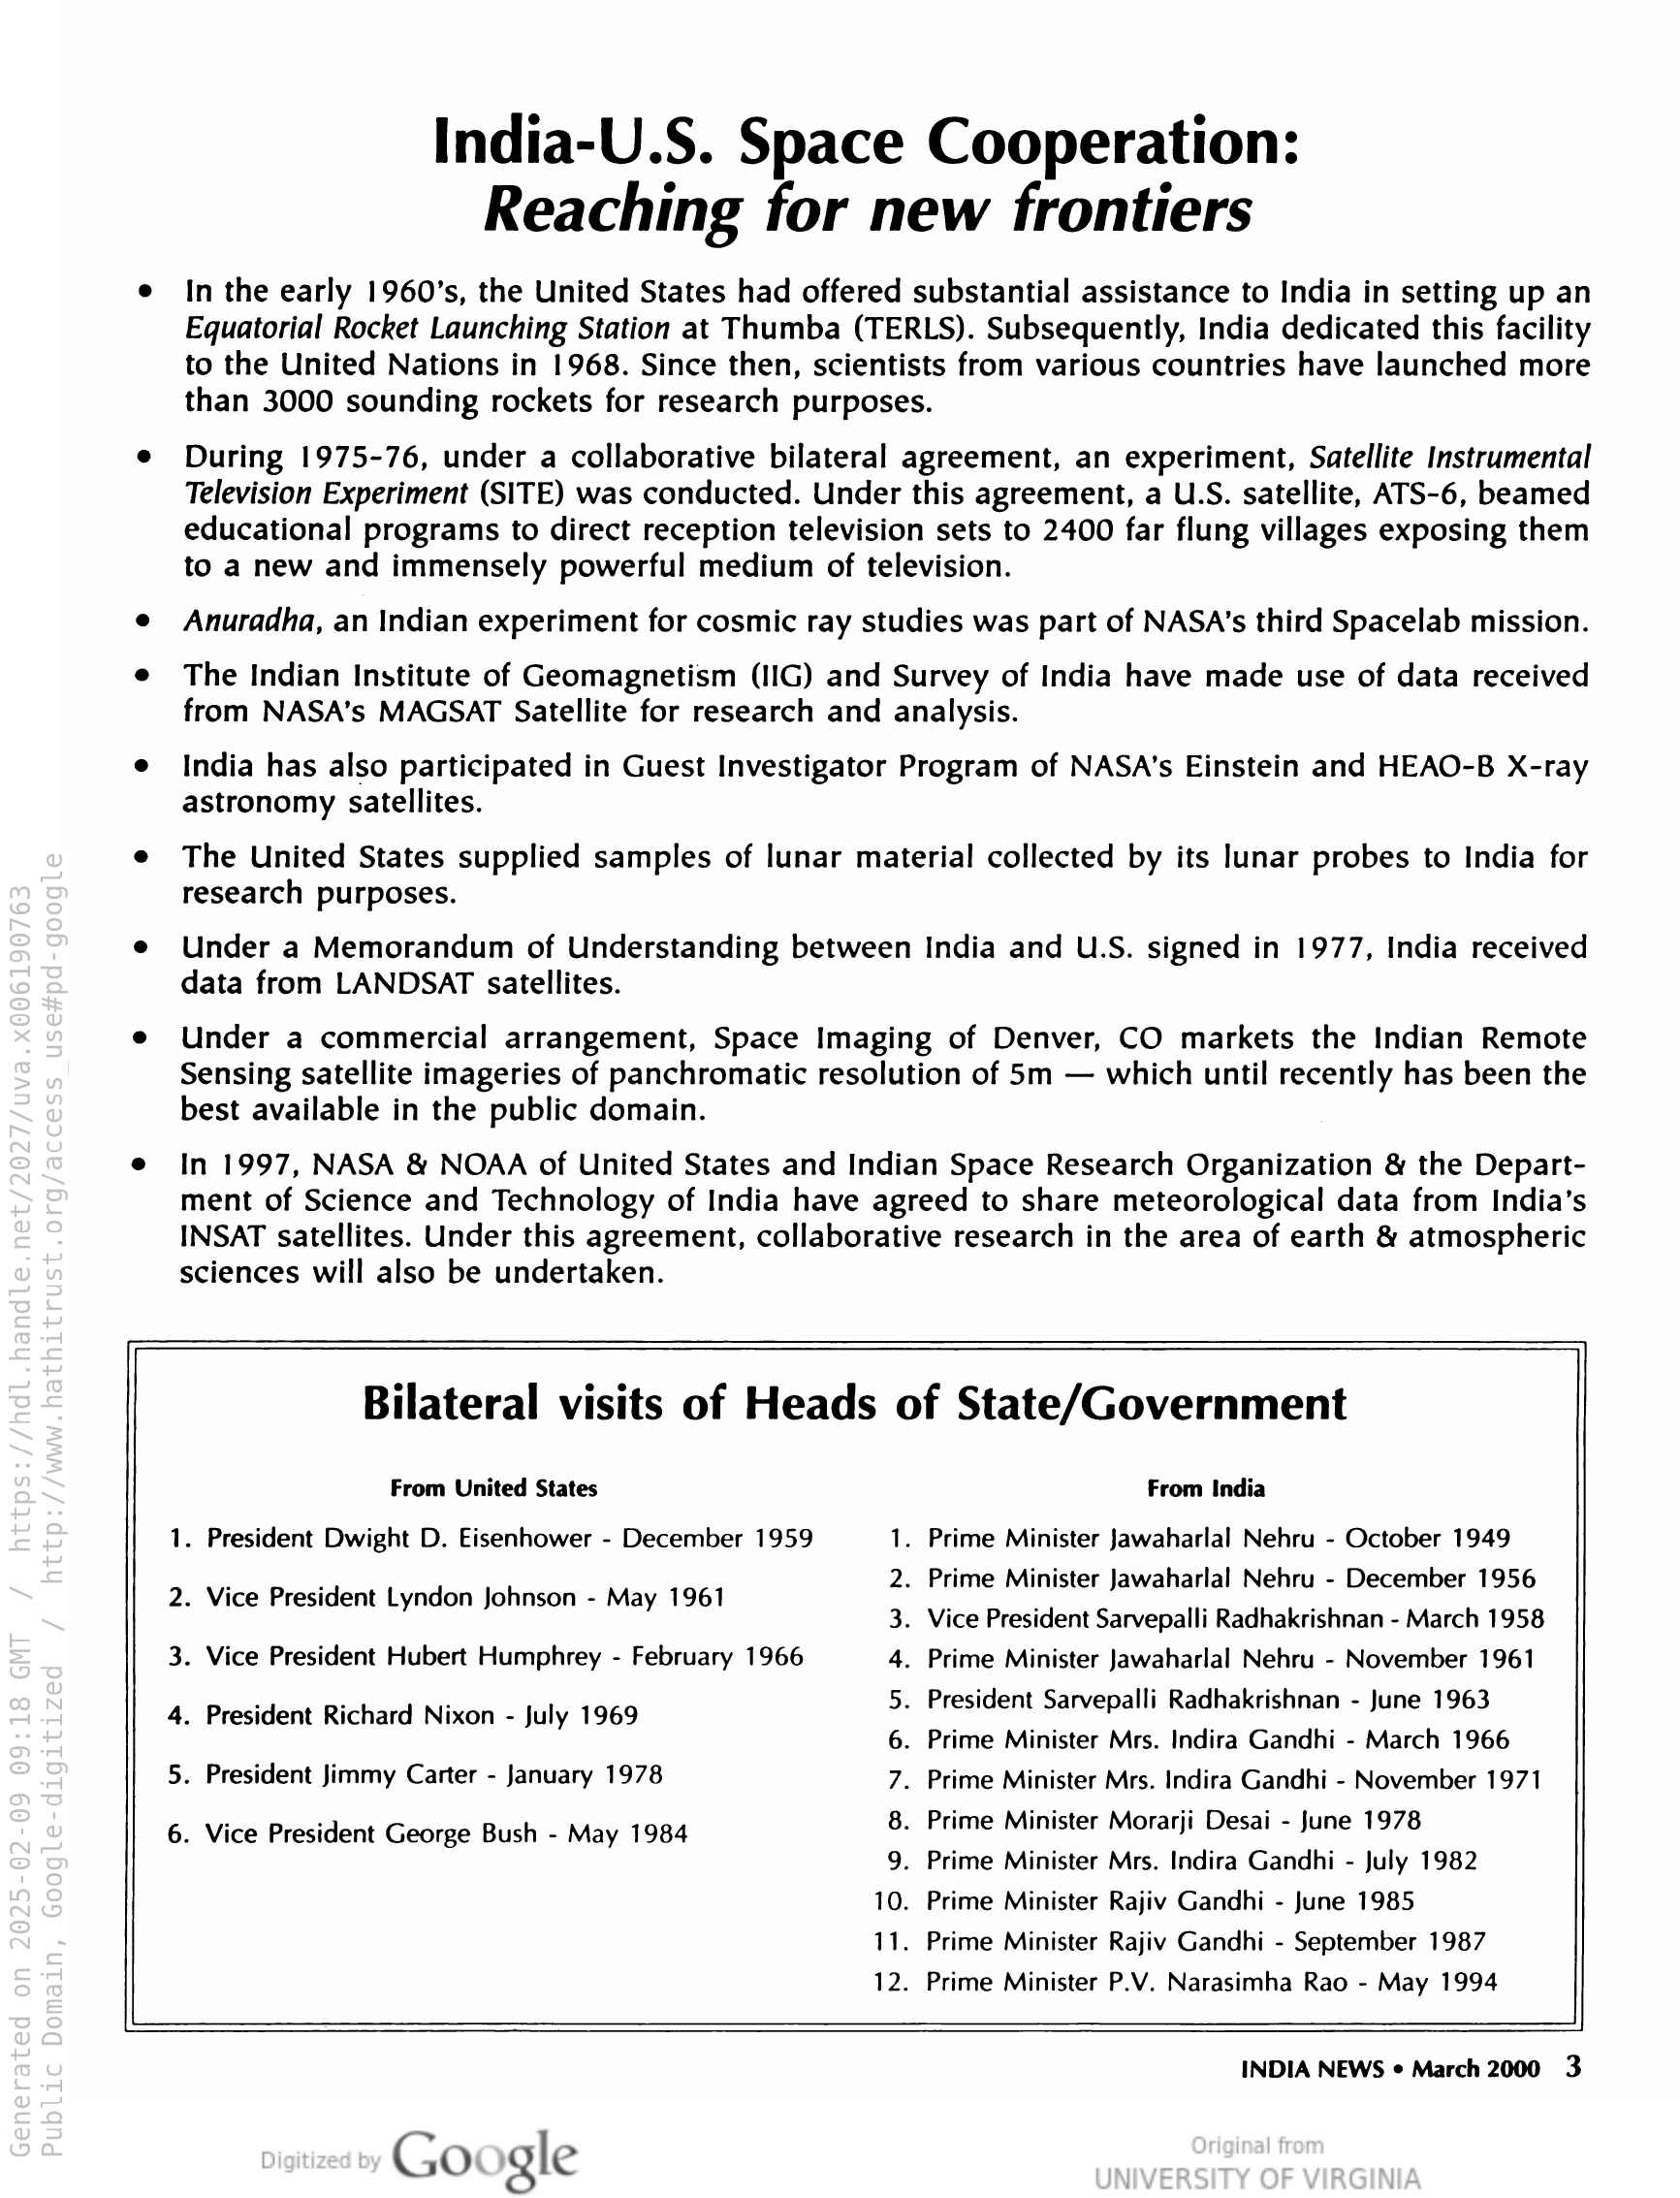 India-U.S. Space Cooperation:
Reaching for new frontiers
• In the early 1960's, the United States had offered substantial assistance to India in setting up an
Equatorial Rocket Launching Station at Thumba (TERLS). Subsequently, India dedicated this facility
to the United Nations in 1968. Since then, scientists from various countries have launched more
than 3000 sounding rockets for research purposes.
• During 1975-76, under a collaborative bilateral agreement, an experiment, Satellite Instrumental
Television Experiment (SITE) was conducted. Under this agreement, a U.S. satellite, ATS-6, beamed
educational programs to direct reception television sets to 2400 far flung villages exposing them
to a new and immensely powerful medium of television.
• Anuradha, an Indian experiment for cosmic ray studies was part of NASA's third Spacelab mission.
• The Indian Institute of Geomagnetism (IIG) and Survey of India have made use of data received
from NASA's MAGSAT Satellite for research and analysis.
• India has also participated in Guest Investigator Program of NASA's Einstein and HEAO-B X-ray
astronomy satellites.
• The United States supplied samples of lunar material collected by its lunar probes to India for
research purposes.
• Under a Memorandum of Understanding between India and U.S. signed in 1977, India received
data from LANDSAT satellites.
• Under a commercial arrangement, Space Imaging of Denver, CO markets the Indian Remote
Sensing satellite imageries of panchromatic resolution of 5m — which until recently has been the
best available in the public domain.
• In 1997, NASA & NOAA of United States and Indian Space Research Organization & the Depart-
ment of Science and Technology of India have agreed to share meteorological data from India's
INSAT satellites. Under this agreement, collaborative research in the area of earth & atmospheric
sciences will also be undertaken.
Bilateral visits of Heads of State/Government
From United States
1. President Dwight D. Eisenhower - December 1959
2. Vice President Lyndon Johnson - May 1961
3. Vice President Hubert Humphrey - February 1966
4. President Richard Nixon - July 1969
5. President Jimmy Carter - January 1978
6. Vice President George Bush - May 1984
From India
1. Prime Minister Jawaharlal Nehru - October 1949
2. Prime Minister Jawaharlal Nehru - December 1956
3. Vice President Sarvepalli Radhakrishnan - March 1958
4. Prime Minister Jawaharlal Nehru - November 1961
5. President Sarvepalli Radhakrishnan - June 1963
6. Prime Minister Mrs. Indira Gandhi - March 1966
7. Prime Minister Mrs. Indira Gandhi - November 1971
8. Prime Minister Morarji Desai - June 1978
9. Prime Minister Mrs. Indira Gandhi - July 1982
10. Prime Minister Rajiv Gandhi - June 1985
11. Prime Minister Rajiv Gandhi - September 1987
12. Prime Minister P.V. Narasimha Rao - May 1994
INDIA NEWS • March 2000 3
Digitized by Google
Original from
UNIVERSITY OF VIRGINIA
Generated on 2025-02-09 09:18 GMT / https://hdl.handle.net/2027/uva.x006190763
Public Domain, Google-digitized / http://www.hathitrust.org/access_use#pd-google